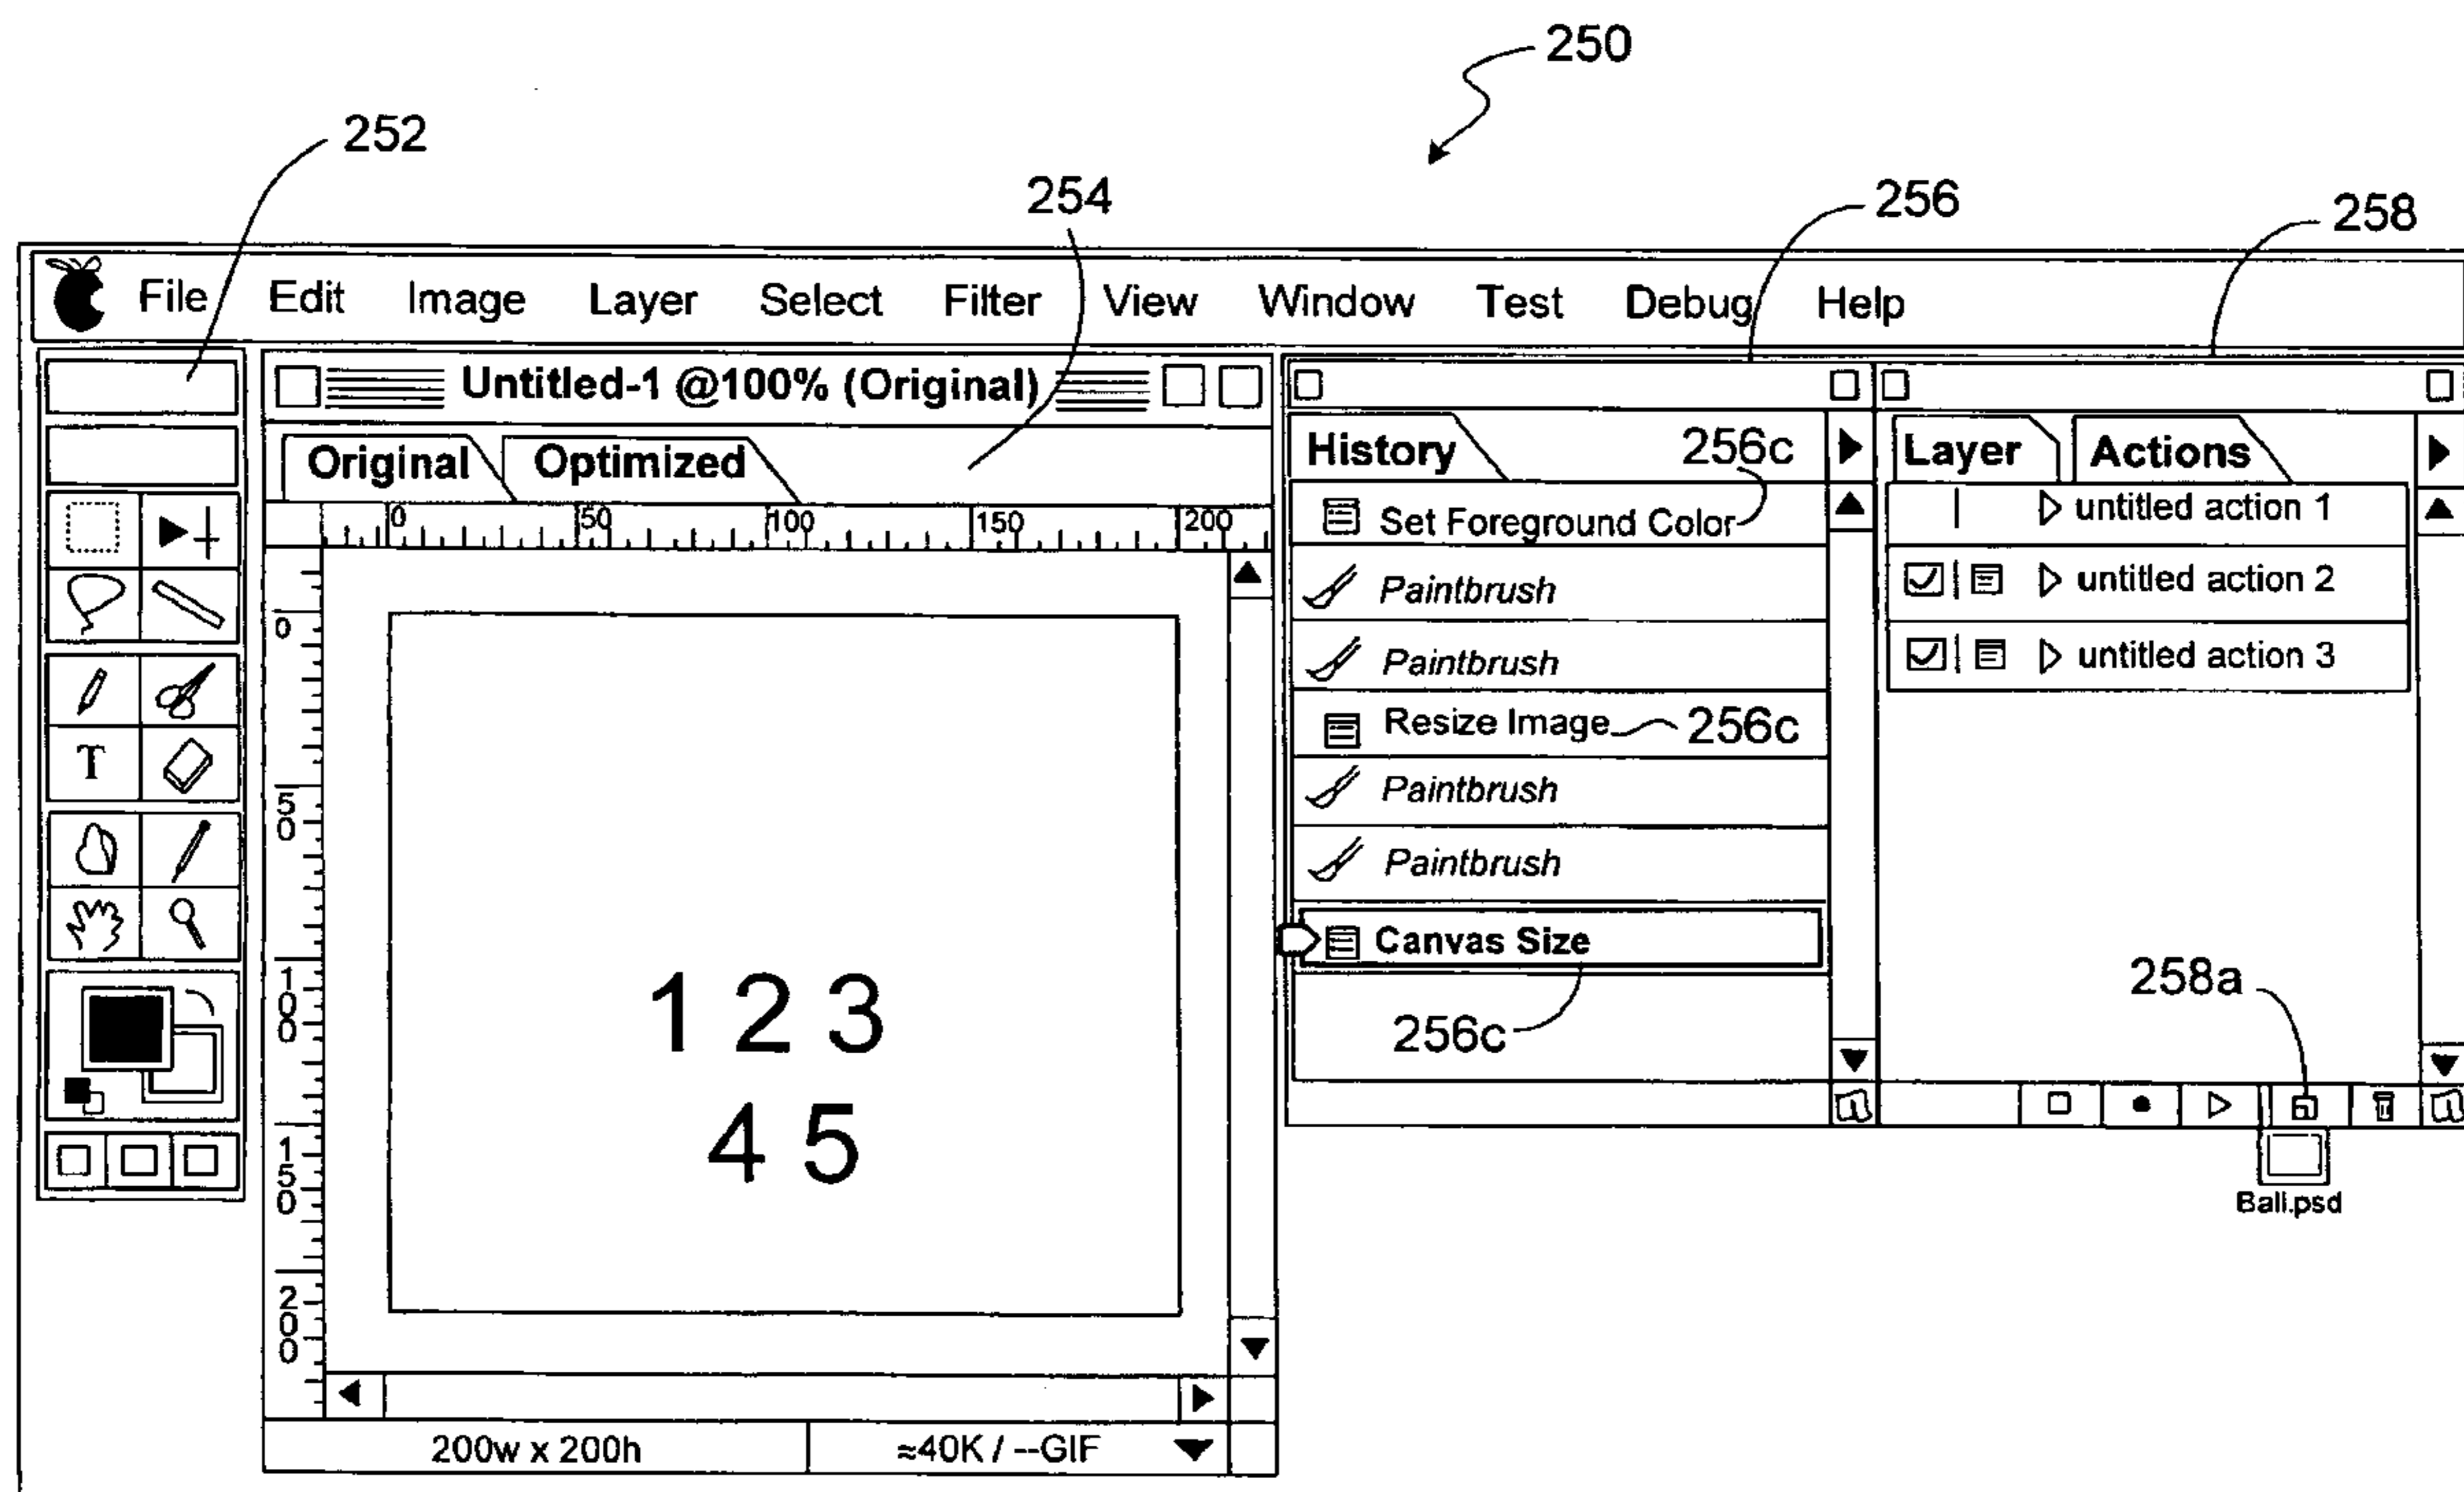 250
252
254
256
258
File Edit Image Layer Select Filter View Window Test Debug Help
Untitled-1 @100% (Original)
Original Optimized
0 50 100 150 200
0
50
100
150
200
1 2 3
4 5
200w x 200h
≈40K / --GIF
History
256c
Set Foreground Color
Paintbrush
Paintbrush
Resize Image
256c
Paintbrush
Paintbrush
Canvas Size
256c
Layer Actions
untitled action 1
untitled action 2
untitled action 3
258a
Ball.psd
T